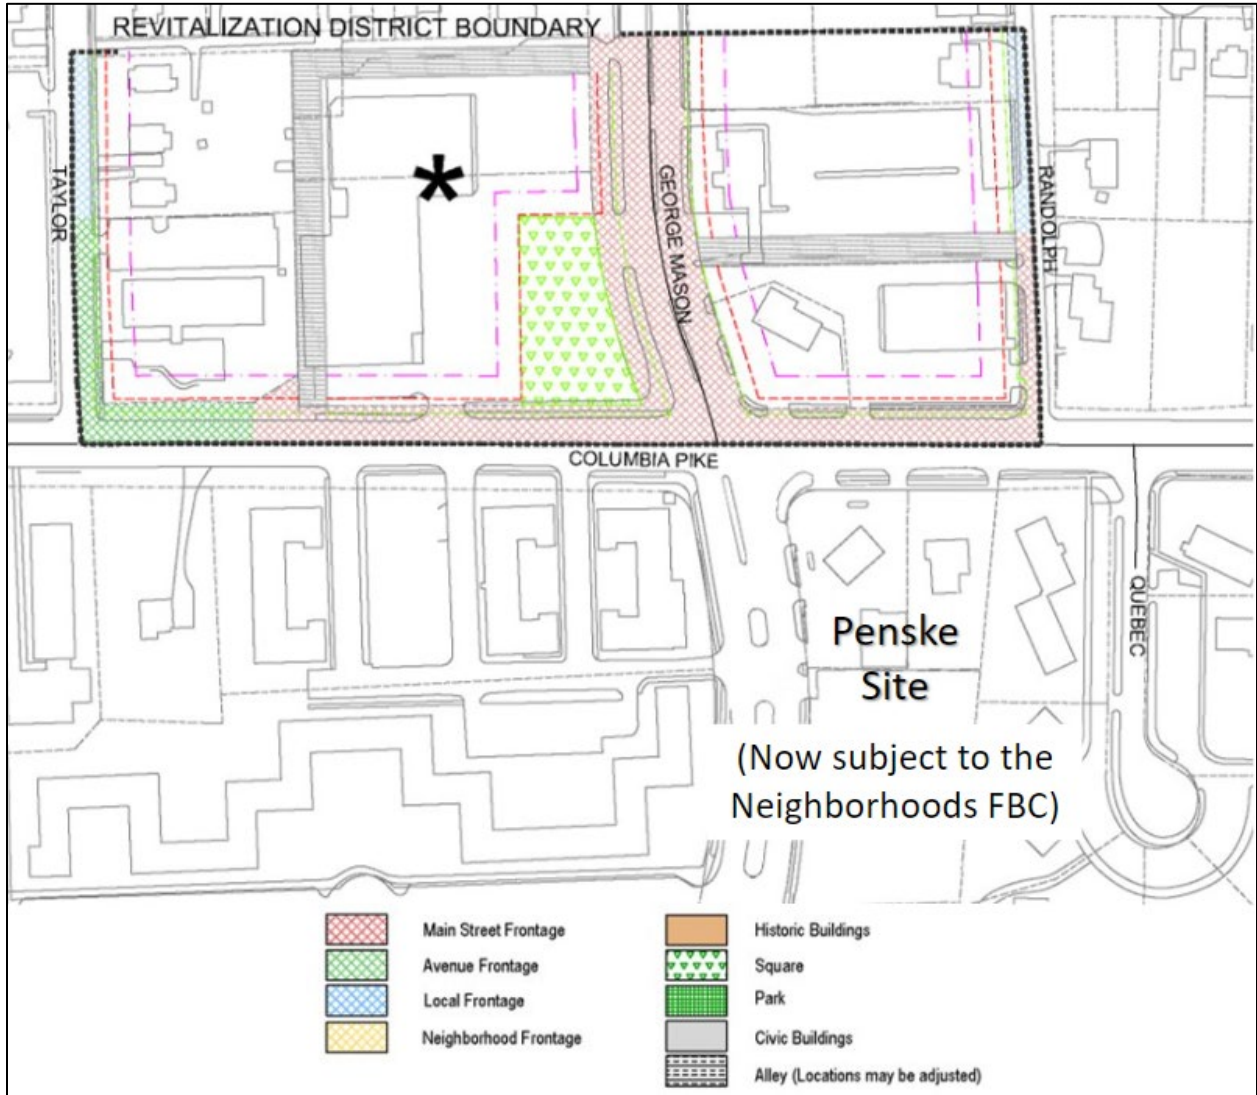 REVITALIZATION DISTRICT BOUNDARY
*
TAYLOR
GEORGE MASON
RANDOLPH
COLUMBIA PIKE
QUEBEC
Penske
Site
(Now subject to the
Neighborhoods FBC)
Main Street Frontage
Avenue Frontage
Local Frontage
Neighborhood Frontage
Historic Buildings
Square
Park
Civic Buildings
Alley (Locations may be adjusted)